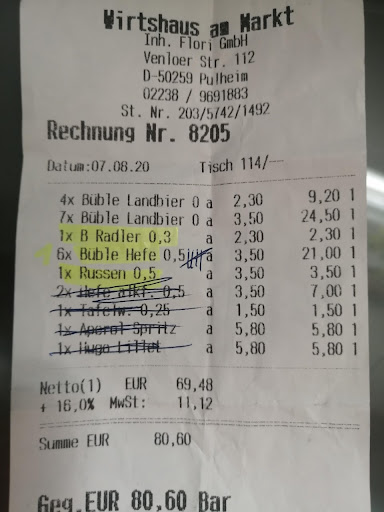 Wirtshaus am Markt
Inh. Flori GmbH
Venloer Str. 112
D-50259 Pulheim
02238 / 9691883
St. Nr. 203/5742/1492
Rechnung Nr. 8205
Datum:07.08.20 Tisch 114/---
4x Büble Landbier 0 a 2,30 9,20 1
7x Büble Landbier 0 a 3,50 24,50 1
1x B Radler 0,3 a 2,30 2,30 1
6x Büble Hefe 0,5 a 3,50 21,00 1
1x Russen 0,5 a 3,50 3,50 1
2x Hefe alkf. 0,5 a 3,50 7,00 1
1x Tafelw. 0,25 a 1,50 1,50 1
1x Aperol Spritz a 5,80 5,80 1
1x Hugo Lillet a 5,80 5,80 1
Netto(1) EUR 69,48
+ 16,0% MwSt: 11,12
Summe EUR 80,60
Geg.EUR 80,60 Bar